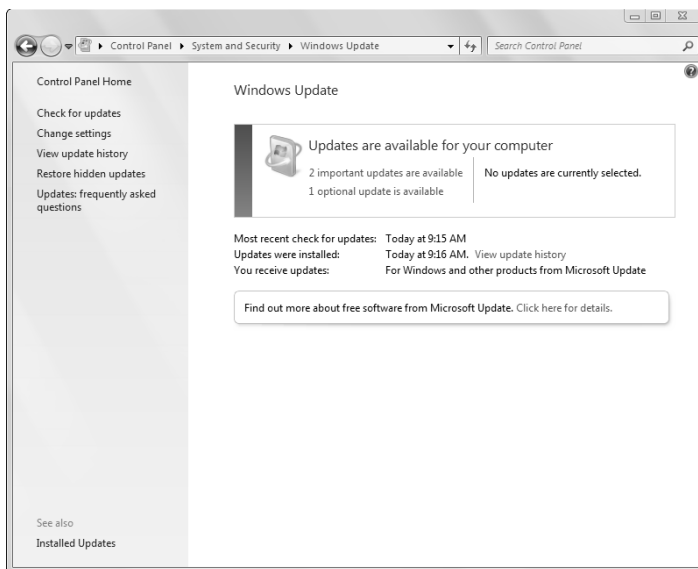 Control Panel
System and Security
Windows Update
Search Control Panel
Control Panel Home
Check for updates
Change settings
View update history
Restore hidden updates
Updates: frequently asked
questions
See also
Installed Updates
Windows Update
Updates are available for your computer
2 important updates are available
1 optional update is available
No updates are currently selected.
Most recent check for updates: Today at 9:15 AM
Updates were installed: Today at 9:16 AM. View update history
You receive updates: For Windows and other products from Microsoft Update
Find out more about free software from Microsoft Update. Click here for details.